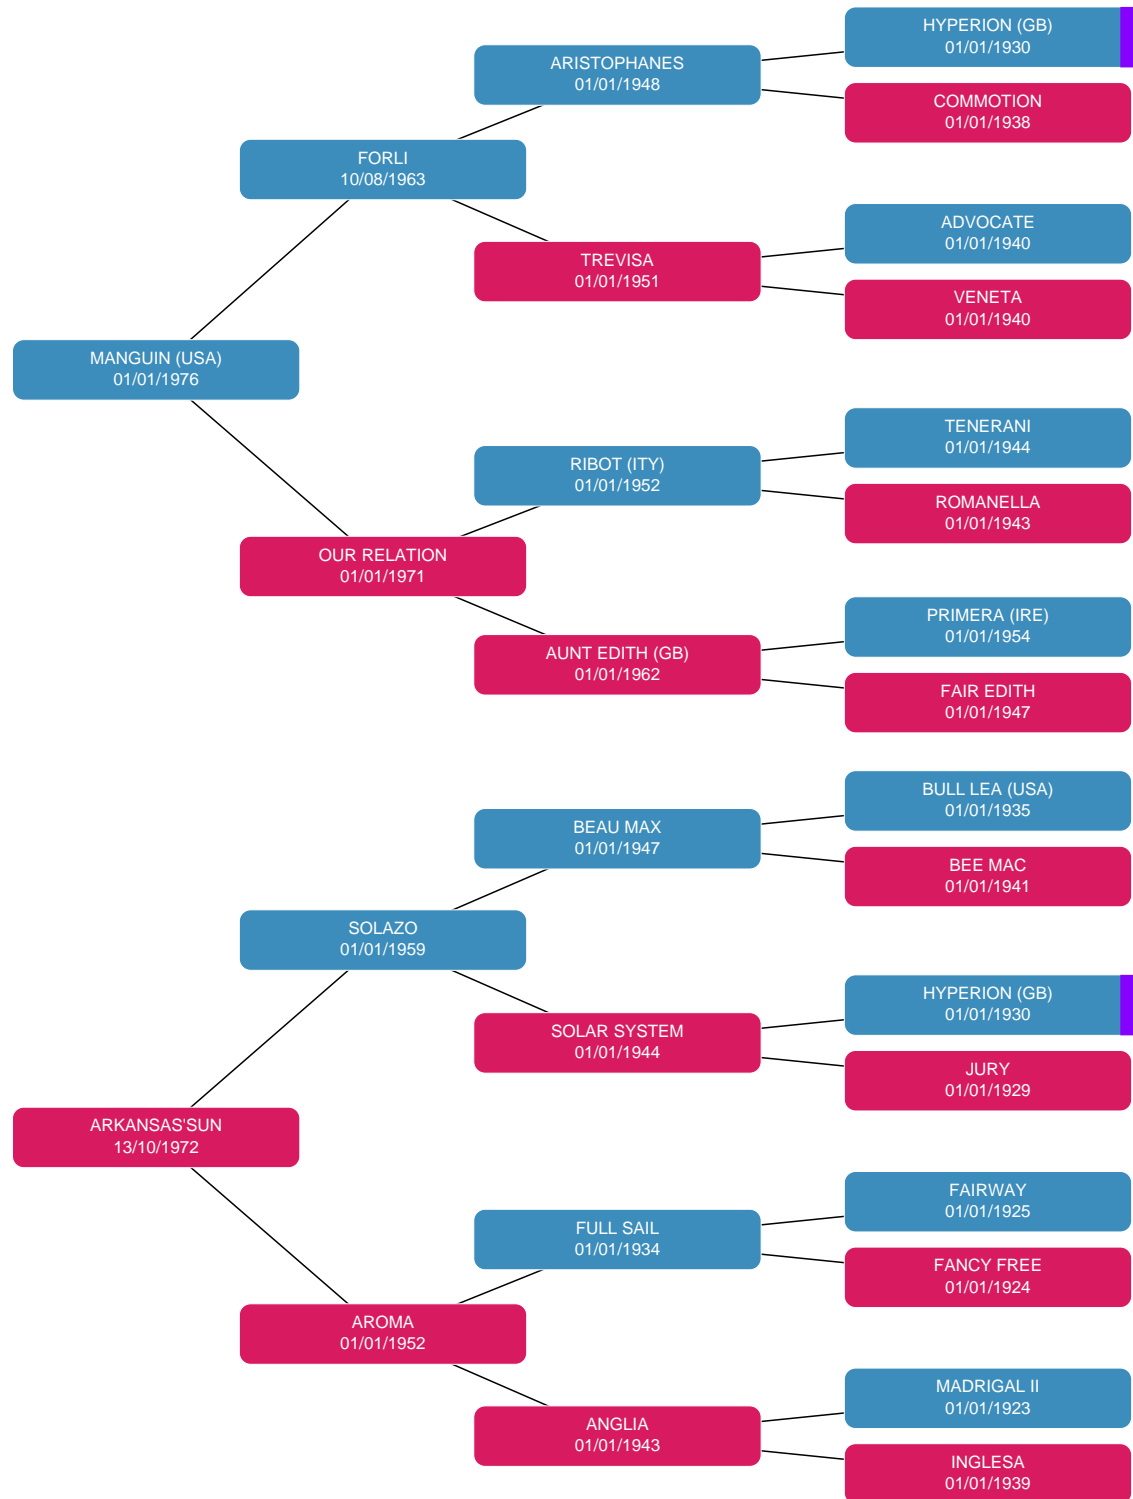 HYPERION (GB)
01/01/1930
ARISTOPHANES
01/01/1948
COMMOTION
01/01/1938
FORLI
10/08/1963
ADVOCATE
01/01/1940
TREVISA
01/01/1951
VENETA
01/01/1940
MANGUIN (USA)
01/01/1976
TENERANI
01/01/1944
RIBOT (ITY)
01/01/1952
ROMANELLA
01/01/1943
OUR RELATION
01/01/1971
PRIMERA (IRE)
01/01/1954
AUNT EDITH (GB)
01/01/1962
FAIR EDITH
01/01/1947
BULL LEA (USA)
01/01/1935
BEAU MAX
01/01/1947
BEE MAC
01/01/1941
SOLAZO
01/01/1959
HYPERION (GB)
01/01/1930
SOLAR SYSTEM
01/01/1944
JURY
01/01/1929
ARKANSAS'SUN
13/10/1972
FAIRWAY
01/01/1925
FULL SAIL
01/01/1934
FANCY FREE
01/01/1924
AROMA
01/01/1952
MADRIGAL II
01/01/1923
ANGLIA
01/01/1943
INGLESA
01/01/1939